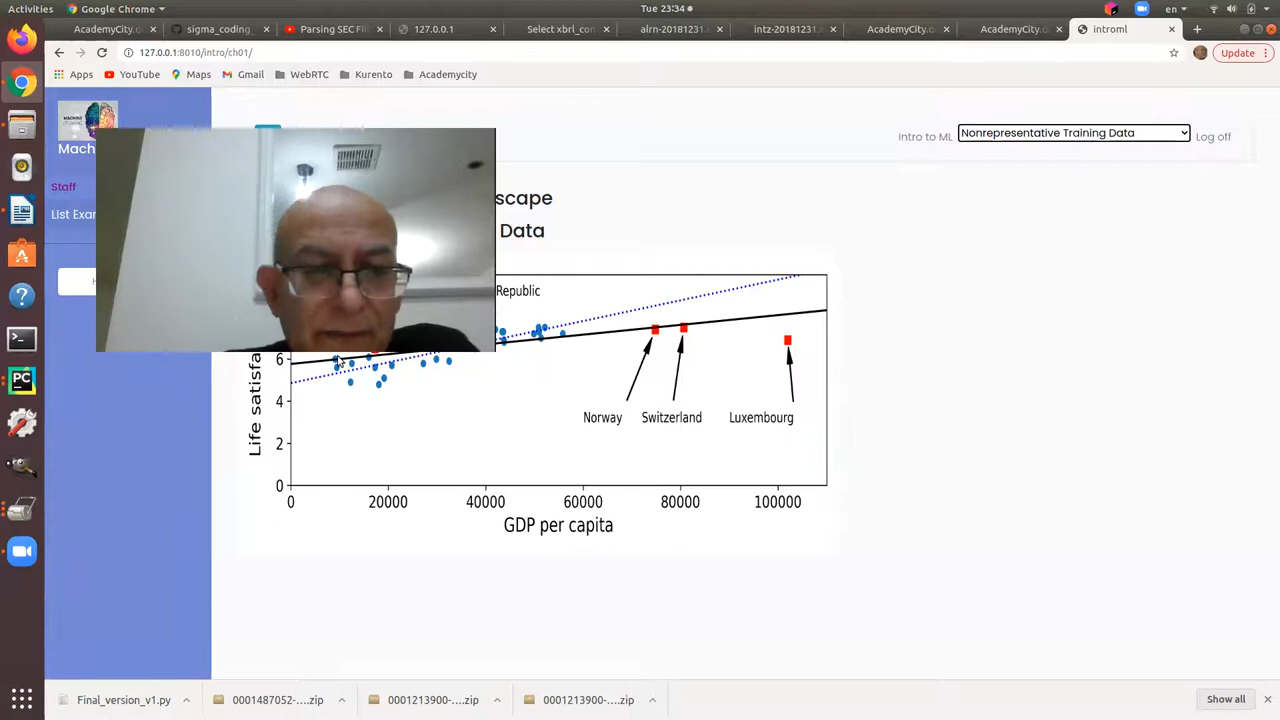 Activities Google Chrome Tue 23:34 en
AcademyCity.d sigma_coding_ Parsing SEC Fil 127.0.0.1 Select xbrl_con alrn-20181231. intz-20181231. AcademyCity.d AcademyCity.d introml
127.0.0.1:8010/intro/ch01/ Update
Apps YouTube Maps Gmail WebRTC Kurento Academycity
Intro to ML Nonrepresentative Training Data Log off
Mach
Staff
List Exar
scape
Data
Republic
Life satisfa
6
4
2
0
Norway Switzerland Luxembourg
0 20000 40000 60000 80000 100000
GDP per capita
Final_version_v1.py 0001487052-....zip 0001213900-....zip 0001213900-....zip Show all